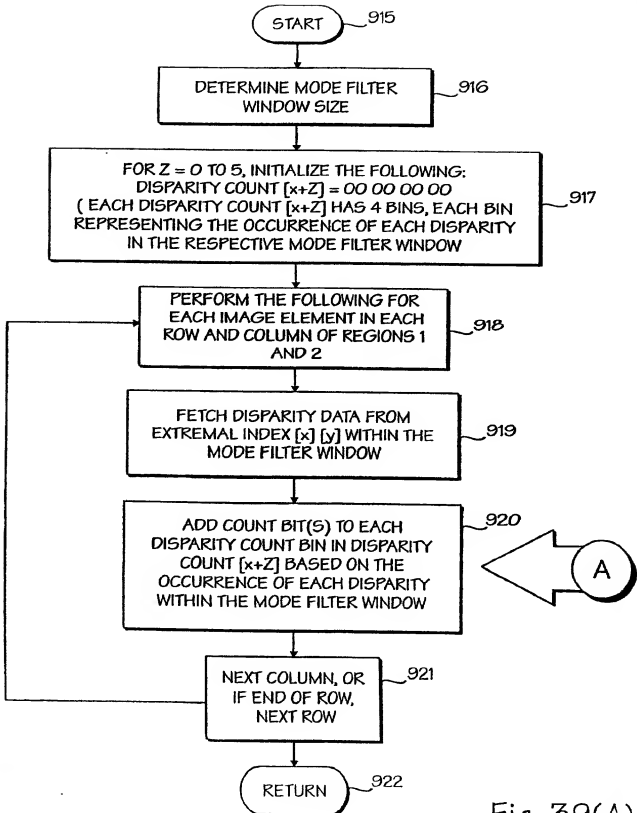 START
915
DETERMINE MODE FILTER
WINDOW SIZE
916
FOR Z = 0 TO 5, INITIALIZE THE FOLLOWING:
DISPARITY COUNT [x+Z] = 00 00 00 00
( EACH DISPARITY COUNT [x+Z] HAS 4 BINS, EACH BIN
REPRESENTING THE OCCURRENCE OF EACH DISPARITY
IN THE RESPECTIVE MODE FILTER WINDOW
917
PERFORM THE FOLLOWING FOR
EACH IMAGE ELEMENT IN EACH
ROW AND COLUMN OF REGIONS 1
AND 2
918
FETCH DISPARITY DATA FROM
EXTREMAL INDEX [x] [y] WITHIN THE
MODE FILTER WINDOW
919
ADD COUNT BIT(S) TO EACH
DISPARITY COUNT BIN IN DISPARITY
COUNT [x+Z] BASED ON THE
OCCURRENCE OF EACH DISPARITY
WITHIN THE MODE FILTER WINDOW
920
A
NEXT COLUMN, OR
IF END OF ROW,
NEXT ROW
921
RETURN
922
Fig. 39(A)